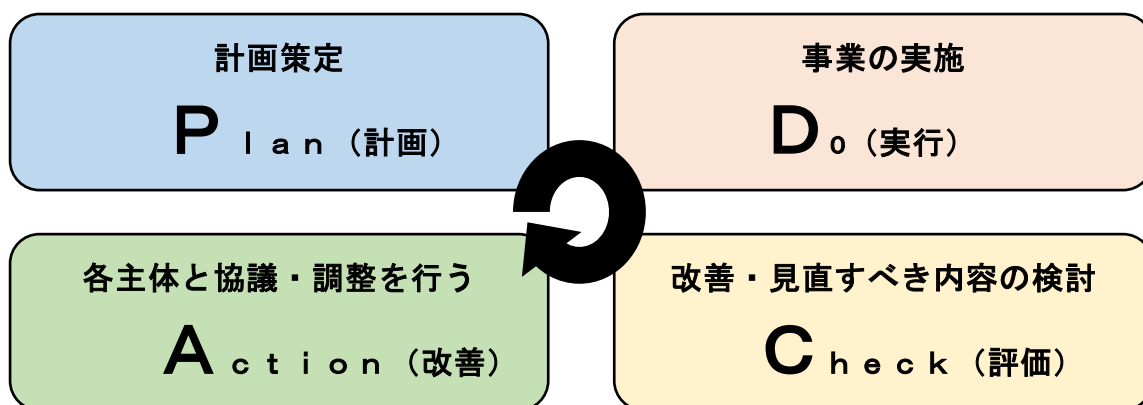 計画策定
Ｐｌａｎ（計画）
事業の実施
Ｄｏ（実行）
各主体と協議・調整を行う
Ａｃｔｉｏｎ（改善）
改善・見直すべき内容の検討
Ｃｈｅｃｋ（評価）